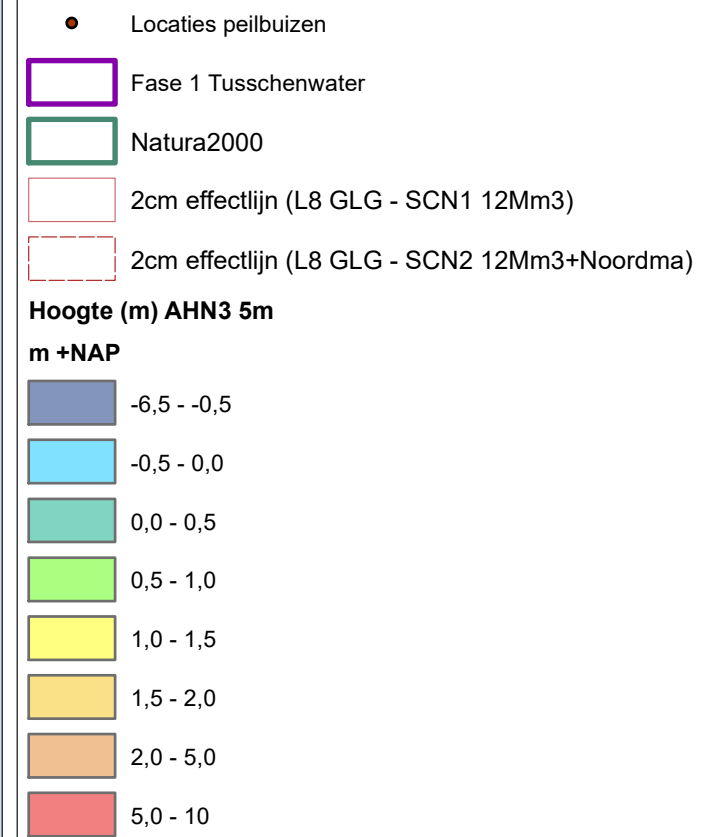 Locaties peilbuizen
Fase 1 Tusschenwater
Natura2000
2cm effectlijn (L8 GLG - SCN1 12Mm3)
2cm effectlijn (L8 GLG - SCN2 12Mm3+Noordma)
Hoogte (m) AHN3 5m
m +NAP
-6,5 - -0,5
-0,5 - 0,0
0,0 - 0,5
0,5 - 1,0
1,0 - 1,5
1,5 - 2,0
2,0 - 5,0
5,0 - 10